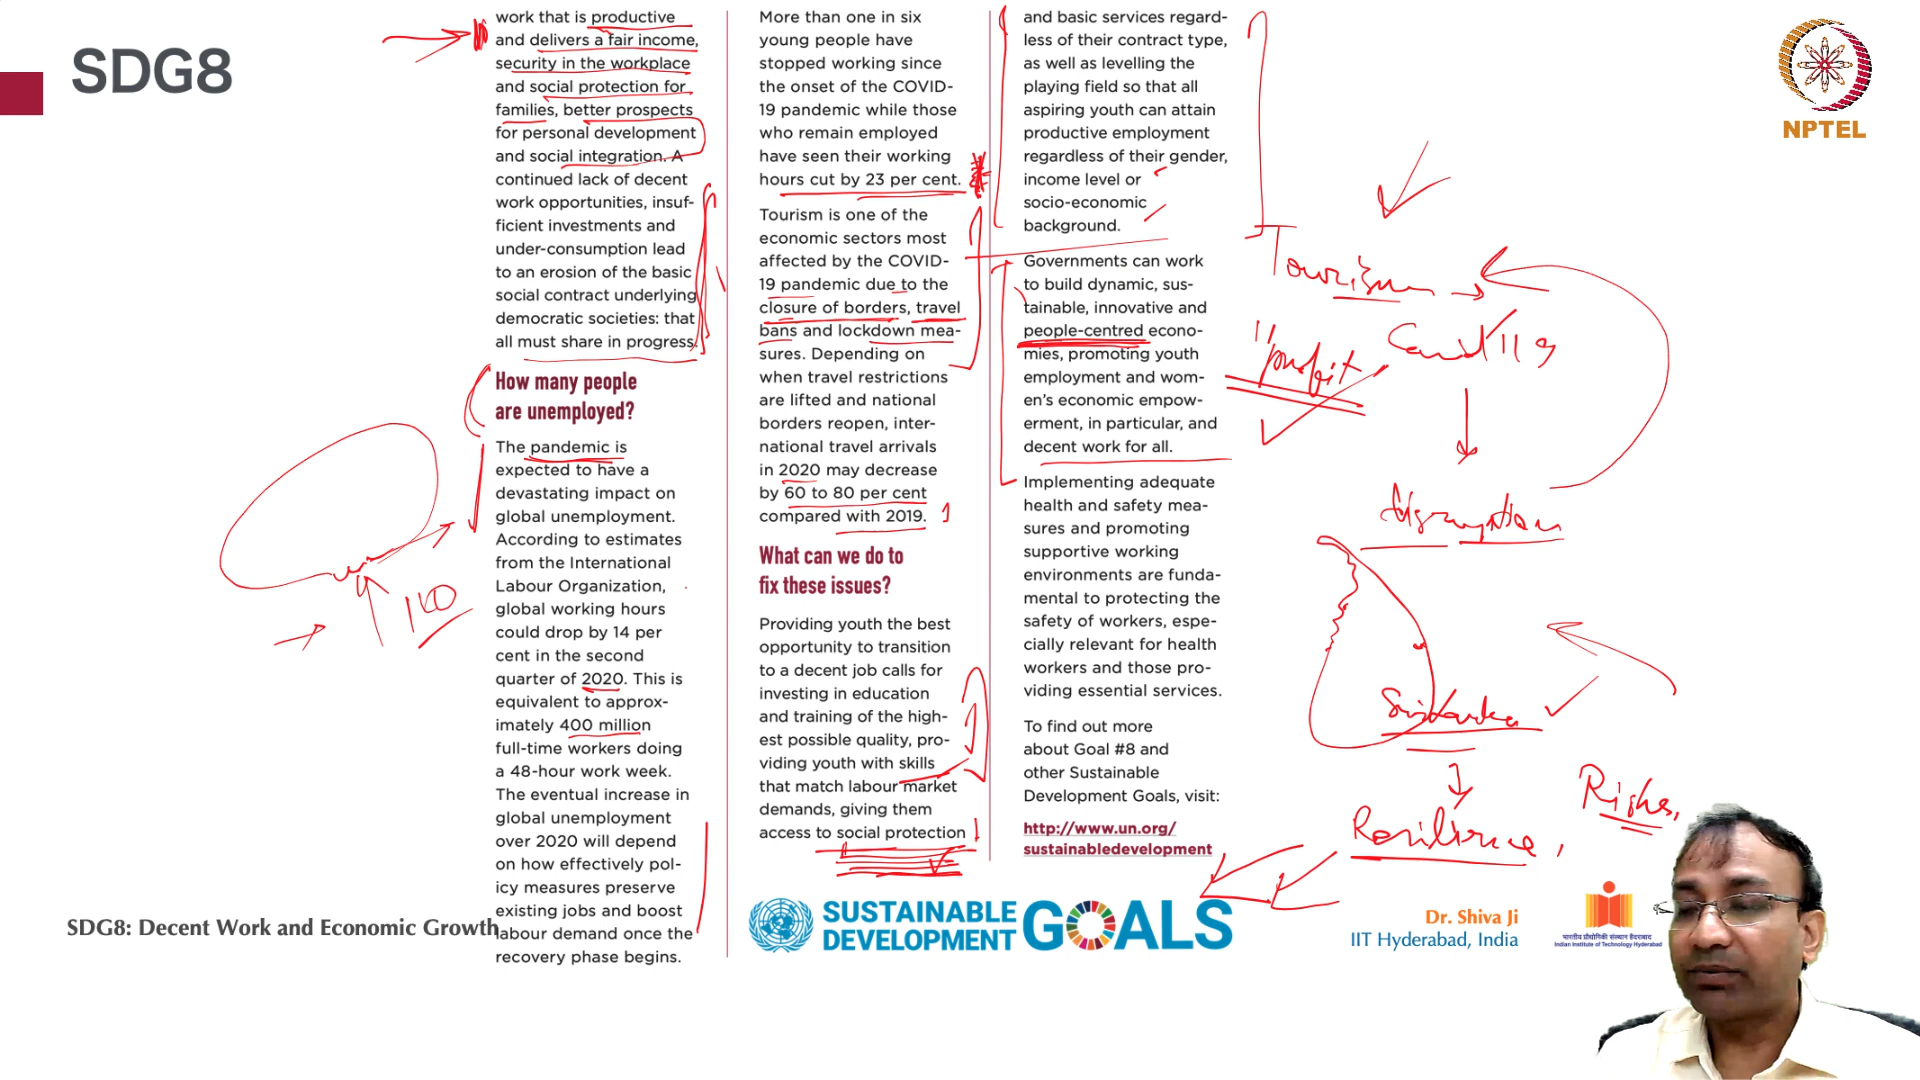 SDG8
work that is productive
and delivers a fair income,
security in the workplace
and social protection for
families, better prospects
for personal development
and social integration. A
continued lack of decent
work opportunities, insuf-
ficient investments and
under-consumption lead
to an erosion of the basic
social contract underlying
democratic societies: that
all must share in progress.
How many people
are unemployed?
The pandemic is
expected to have a
devastating impact on
global unemployment.
According to estimates
from the International
Labour Organization,
global working hours
could drop by 14 per
cent in the second
quarter of 2020. This is
equivalent to approx-
imately 400 million
full-time workers doing
a 48-hour work week.
The eventual increase in
global unemployment
over 2020 will depend
on how effectively pol-
icy measures preserve
existing jobs and boost
labour demand once the
recovery phase begins.
More than one in six
young people have
stopped working since
the onset of the COVID-
19 pandemic while those
who remain employed
have seen their working
hours cut by 23 per cent.
Tourism is one of the
economic sectors most
affected by the COVID-
19 pandemic due to the
closure of borders, travel
bans and lockdown mea-
sures. Depending on
when travel restrictions
are lifted and national
borders reopen, inter-
national travel arrivals
in 2020 may decrease
by 60 to 80 per cent
compared with 2019.
What can we do to
fix these issues?
Providing youth the best
opportunity to transition
to a decent job calls for
investing in education
and training of the high-
est possible quality, pro-
viding youth with skills
that match labour market
demands, giving them
access to social protection
and basic services regard-
less of their contract type,
as well as levelling the
playing field so that all
aspiring youth can attain
productive employment
regardless of their gender,
income level or
socio-economic
background.
Governments can work
to build dynamic, sus-
tainable, innovative and
people-centred econo-
mies, promoting youth
employment and wom-
en's economic empow-
erment, in particular, and
decent work for all.
Implementing adequate
health and safety mea-
sures and promoting
supportive working
environments are funda-
mental to protecting the
safety of workers, espe-
cially relevant for health
workers and those pro-
viding essential services.
To find out more
about Goal #8 and
other Sustainable
Development Goals, visit:
http://www.un.org/
sustainabledevelopment
NPTEL
Tourism
"profit
Covid 19
disruption
Resilience,
Risks,
SDG8: Decent Work and Economic Growth
SUSTAINABLE
DEVELOPMENT
GOALS
Dr. Shiva Ji
IIT Hyderabad, India
भारतीय प्रौद्योगिकी संस्थान हैदराबाद
Indian Institute of Technology Hyderabad